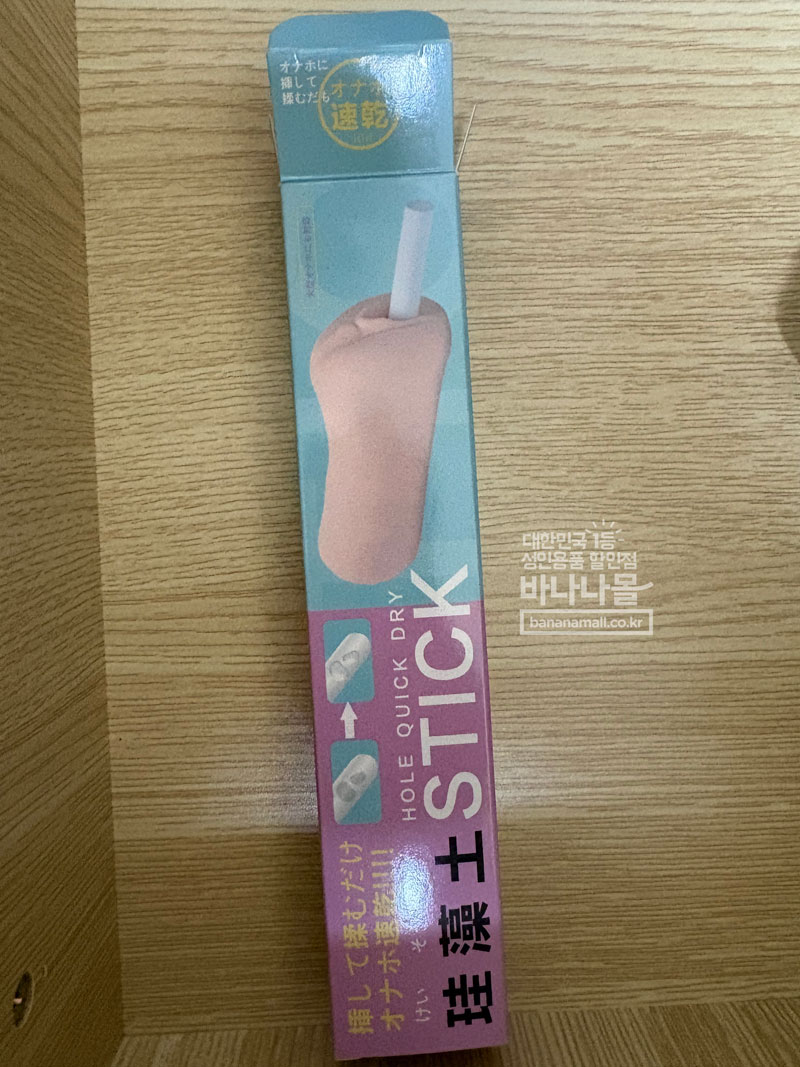 オナホに
挿して
揉むだけ
オナホ
速乾
HOLE QUICK DRY
STICK
挿して揉むだけ
オナホ速乾!!!!
けい そ
珪藻土
대한민국 1등
성인용품 할인점
바나나몰
bananamall.co.kr